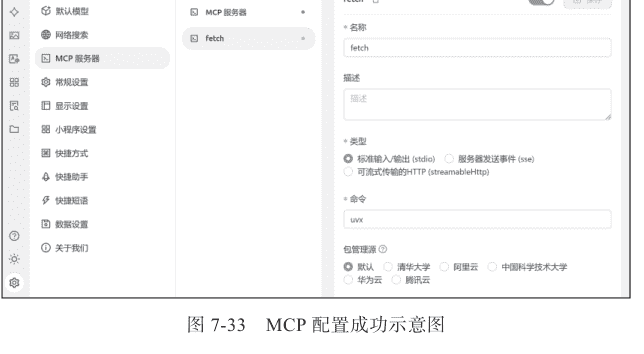 默认模型
网络搜索
MCP 服务器
常规设置
显示设置
小程序设置
快捷方式
快捷助手
快捷短语
数据设置
关于我们
MCP 服务器
fetch
fetch
保存
* 名称
fetch
描述
描述
* 类型
标准输入/输出 (stdio) 服务器发送事件 (sse)
可流式传输的HTTP (streamableHttp)
* 命令
uvx
包管理源
默认 清华大学 阿里云 中国科学技术大学
华为云 腾讯云
图 7-33 MCP 配置成功示意图